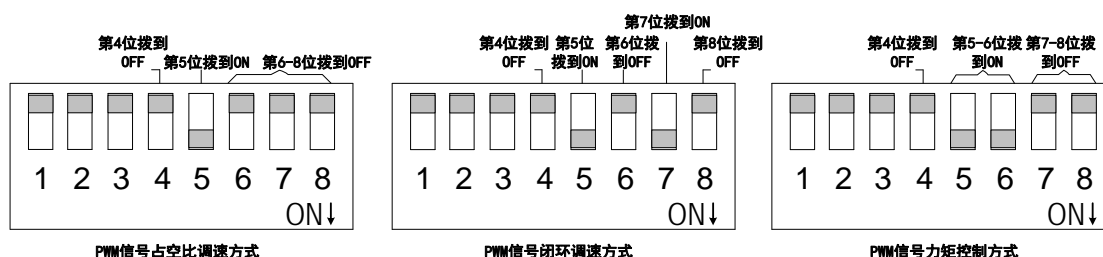 第4位拨到
OFF
第5位拨到ON
第6-8位拨到OFF
1 2 3 4 5 6 7 8
ON↓
PWM信号占空比调速方式
第4位拨到
OFF
第5位
拨到ON
第6位拨
到OFF
第7位拨到ON
第8位拨到
OFF
1 2 3 4 5 6 7 8
ON↓
PWM信号闭环调速方式
第4位拨到
OFF
第5-6位拨
到ON
第7-8位拨
到OFF
1 2 3 4 5 6 7 8
ON↓
PWM信号力矩控制方式